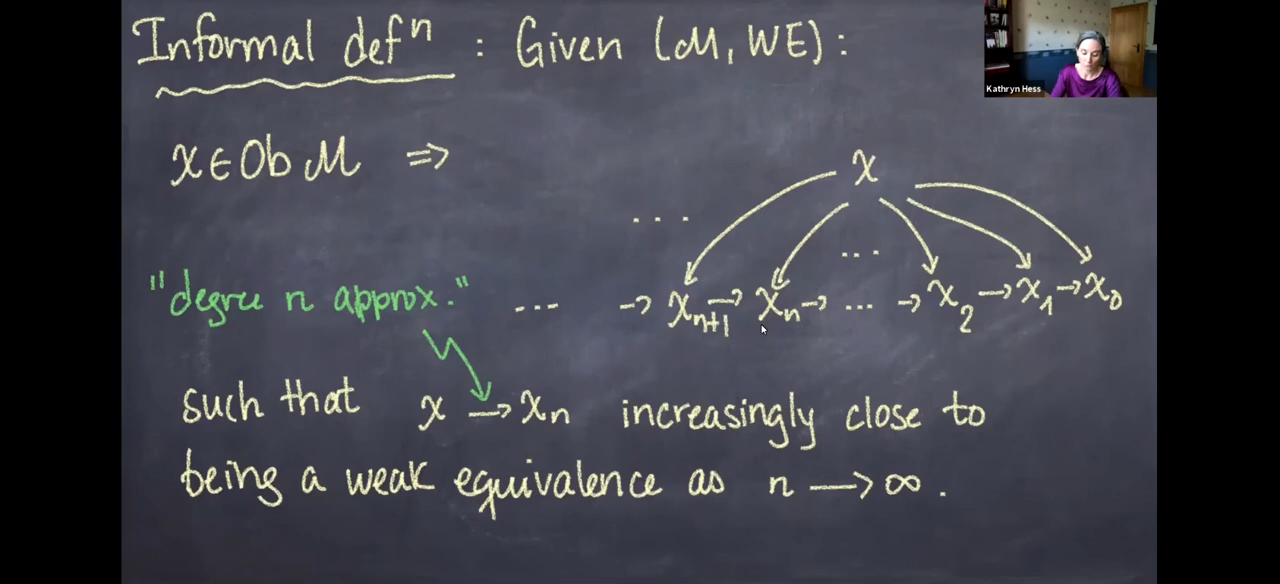 Informal defⁿ : Given (M, WE) :
Kathryn Hess
x ∈ Ob M ⇒
x
...
...
"degree n approx."
... → xₙ₊₁ → xₙ → ... → x₂ → x₁ → x₀
such that x → xₙ increasingly close to
being a weak equivalence as n → ∞ .